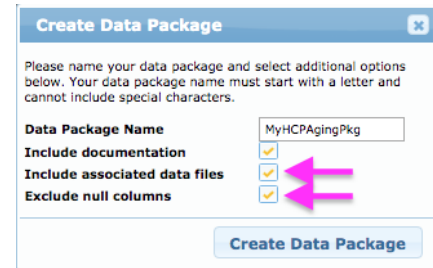 Create Data Package
Please name your data package and select additional options
below. Your data package name must start with a letter and
cannot include special characters.
Data Package Name MyHCPAgingPkg
Include documentation
Include associated data files
Exclude null columns
Create Data Package